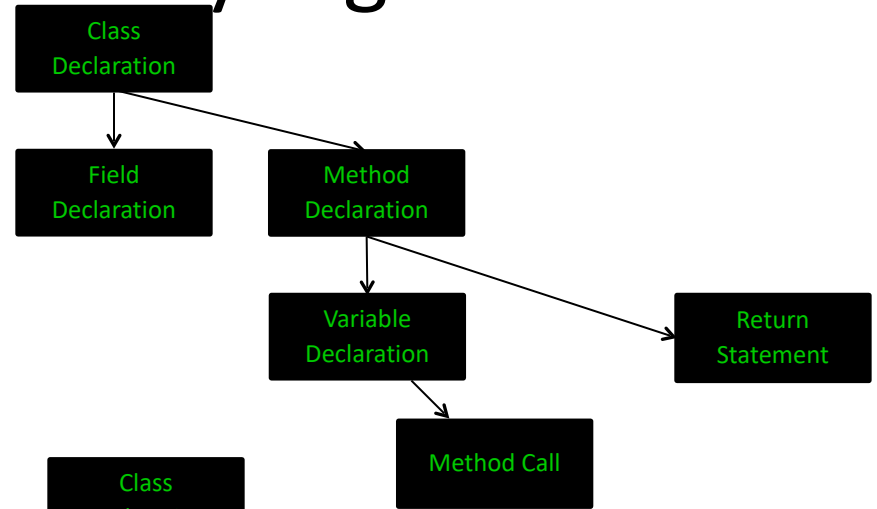 Class
Declaration
Field
Declaration
Method
Declaration
Variable
Declaration
Return
Statement
Method Call
Class